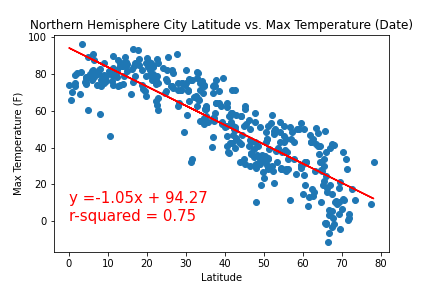 Northern Hemisphere City Latitude vs. Max Temperature (Date)
100
80
60
40
20
0
Max Temperature (F)
y =-1.05x + 94.27
r-squared = 0.75
0 10 20 30 40 50 60 70 80
Latitude